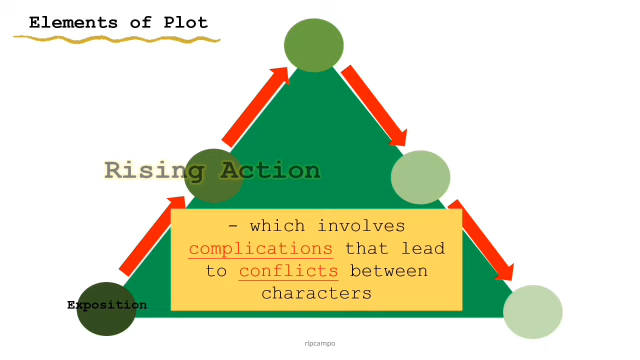 Elements of Plot
Rising Action
- which involves
complications that lead
to conflicts between
characters
Exposition
rlpcampo